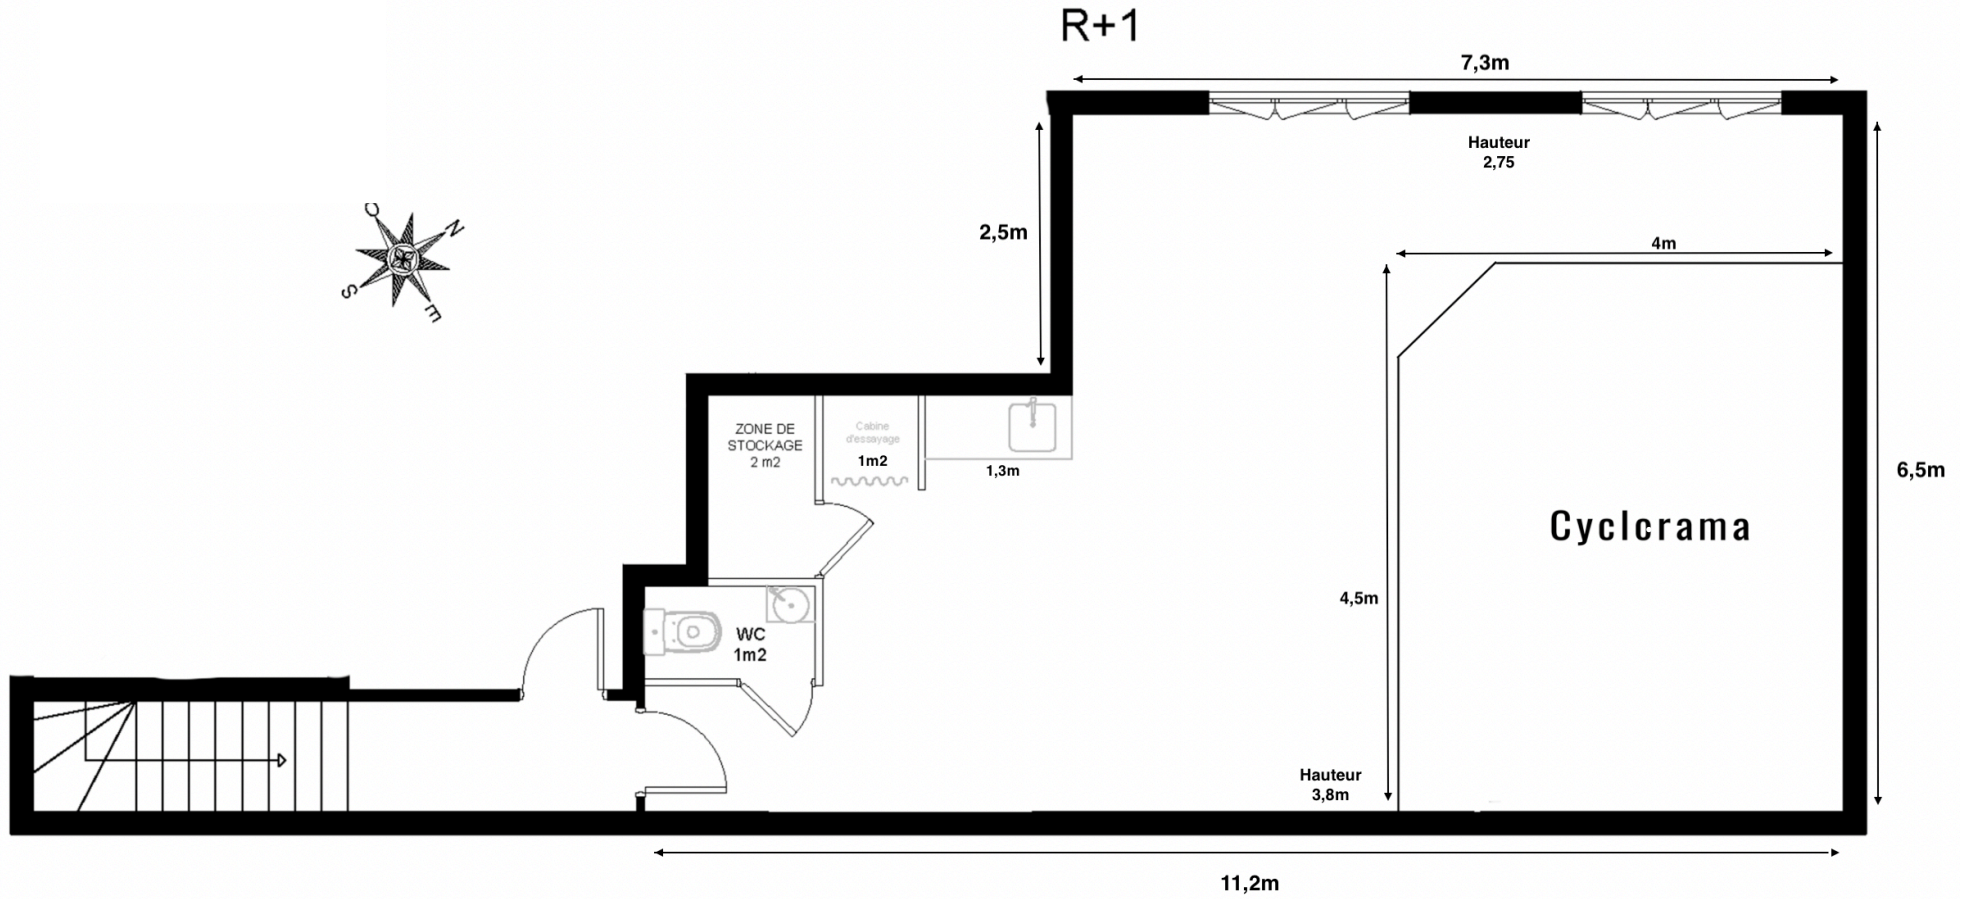 R+1
7,3m
Hauteur
2,75
O
N
S
E
2,5m
4m
ZONE DE
STOCKAGE
2 m2
Cabine
d'essayage
1m2
1,3m
6,5m
Cyclcrama
4,5m
WC
1m2
Hauteur
3,8m
11,2m